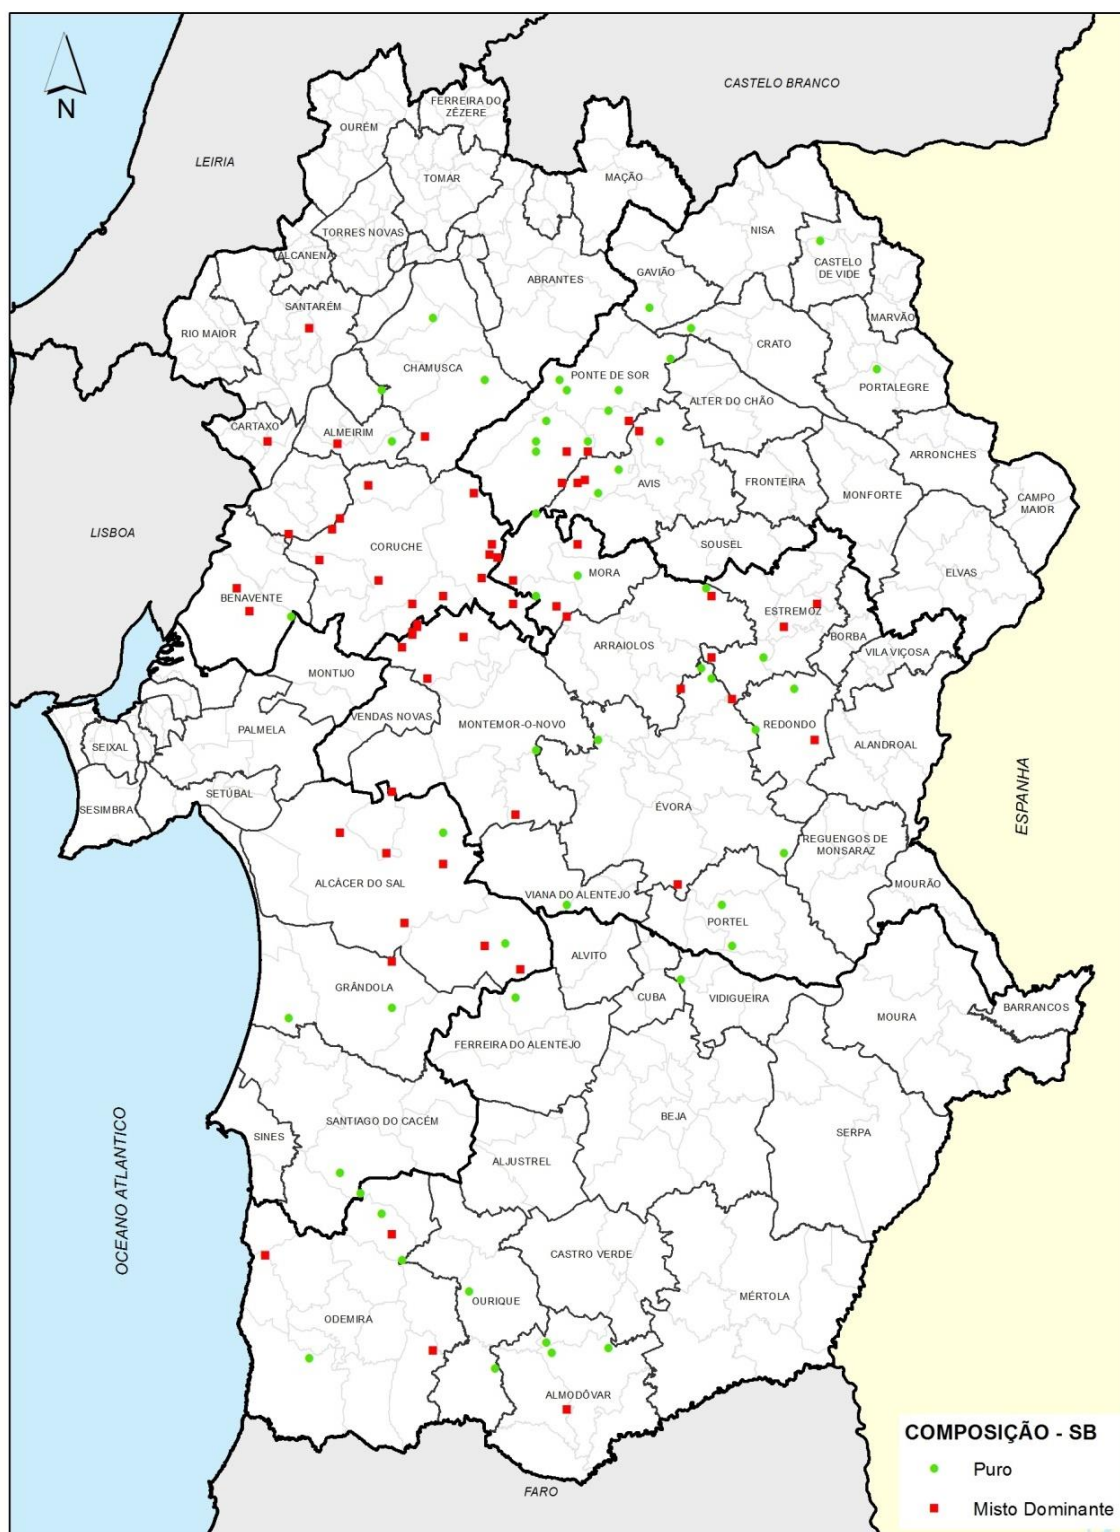 CASTELO BRANCO
FERREIRA DO
ZÊZERE
OURÉM
N
LEIRIA
TOMAR
MAÇÃO
TORRES NOVAS
NISA
ALCANENA
CASTELO
DE VIDE
GAVIÃO
ABRANTES
SANTARÉM
MARVÃO
RIO MAIOR
CRATO
CHAMUSCA
PONTE DE SOR
PORTALEGRE
ALTER DO CHÃO
CARTAXO
ALMEIRIM
ARRONCHES
AVIS
FRONTEIRA
MONFORTE
CAMPO
MAIOR
LISBOA
CORUCHE
SOUSEL
MORA
ELVAS
BENAVENTE
ESTREMOZ
BORBA
ARRAIOLOS
VILA VIÇOSA
MONTIJO
VENDAS NOVAS
MONTEMOR-O-NOVO
REDONDO
PALMELA
SEIXAL
ALANDROAL
SETÚBAL
SESIMBRA
ÉVORA
ESPANHA
REGUENGOS DE
MONSARAZ
ALCÁCER DO SAL
VIANA DO ALENTEJO
MOURÃO
PORTEL
ALVITO
GRÂNDOLA
CUBA
VIDIGUEIRA
BARRANCOS
MOURA
FERREIRA DO ALENTEJO
BEJA
SANTIAGO DO CACÉM
SINES
SERPA
ALJUSTREL
OCEANO ATLANTICO
CASTRO VERDE
MÉRTOLA
OURIQUE
ODEMIRA
ALMODÔVAR
FARO
COMPOSIÇÃO - SB
Puro
Misto Dominante